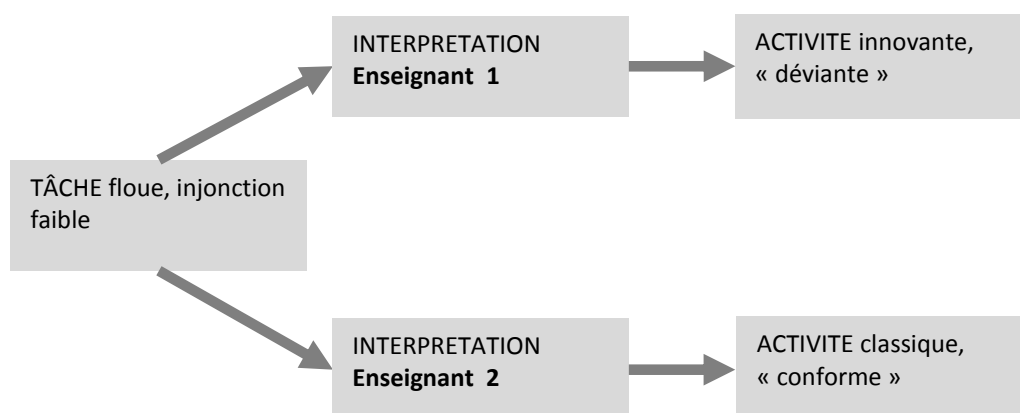 INTERPRETATION
Enseignant 1
ACTIVITE innovante,
« déviante »
TÂCHE floue, injonction
faible
INTERPRETATION
Enseignant 2
ACTIVITE classique,
« conforme »